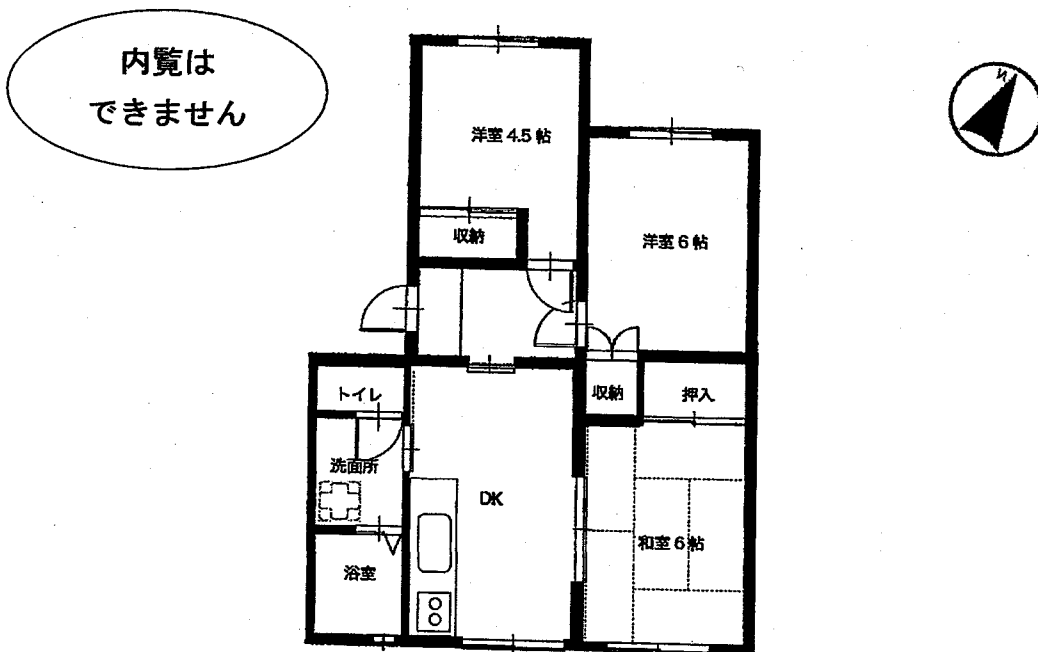 内覧は
できません
N
洋室 4.5 帖
収納
洋室 6 帖
トイレ
収納
押入
洗面所
DK
和室 6 帖
浴室